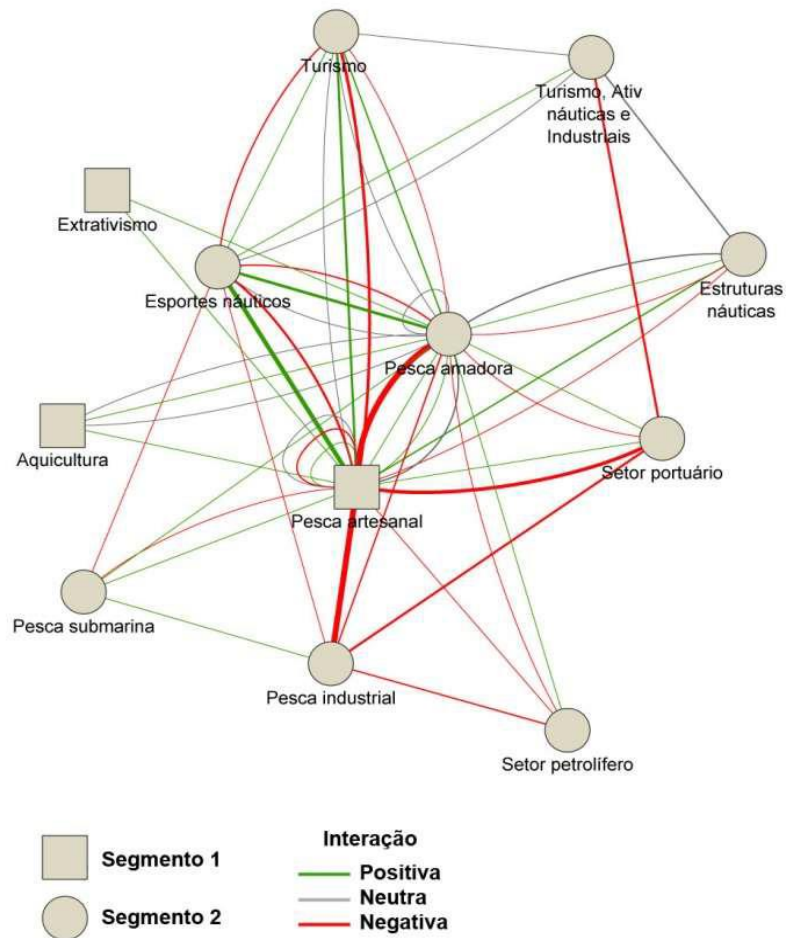 Turismo
Turismo, Ativ
náuticas e
Industriais
Extrativismo
Esportes náuticos
Estruturas
náuticas
Pesca amadora
Aquicultura
Setor portuário
Pesca artesanal
Pesca submarina
Pesca industrial
Setor petrolífero
Interação
Segmento 1
Positiva
Neutra
Segmento 2
Negativa